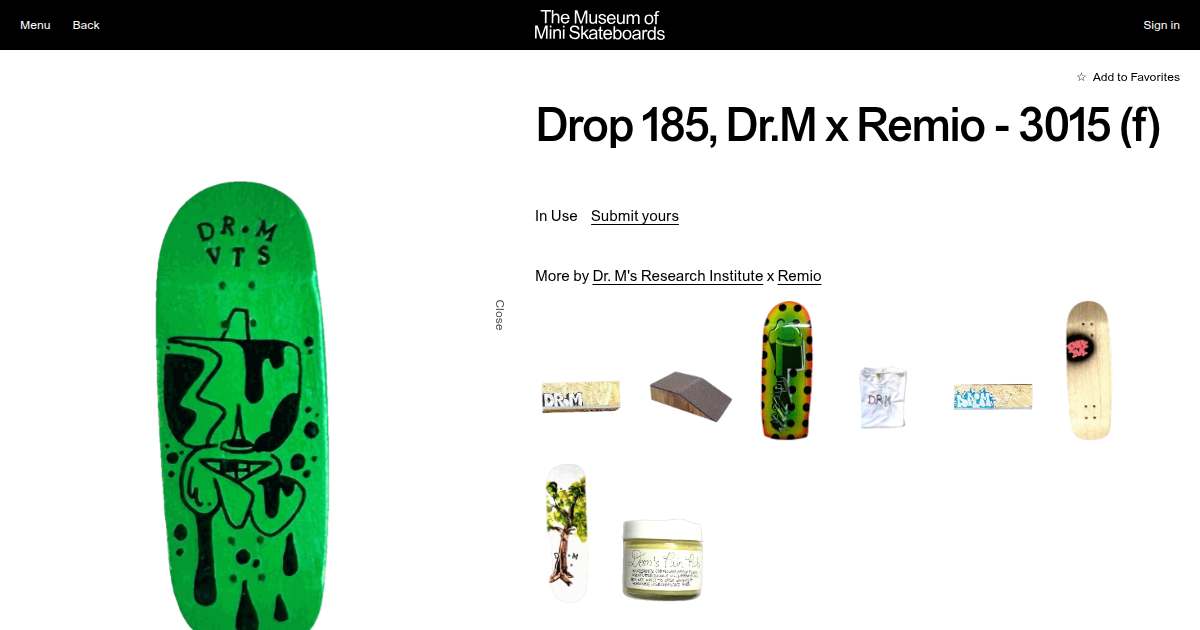 Menu
Back
The Museum of
Mini Skateboards
Sign in
☆ Add to Favorites
Drop 185, Dr.M x Remio - 3015 (f)
DR.M
VTS
In Use Submit yours
More by Dr. M's Research Institute x Remio
Close
DR.M
DR.M
DR.M